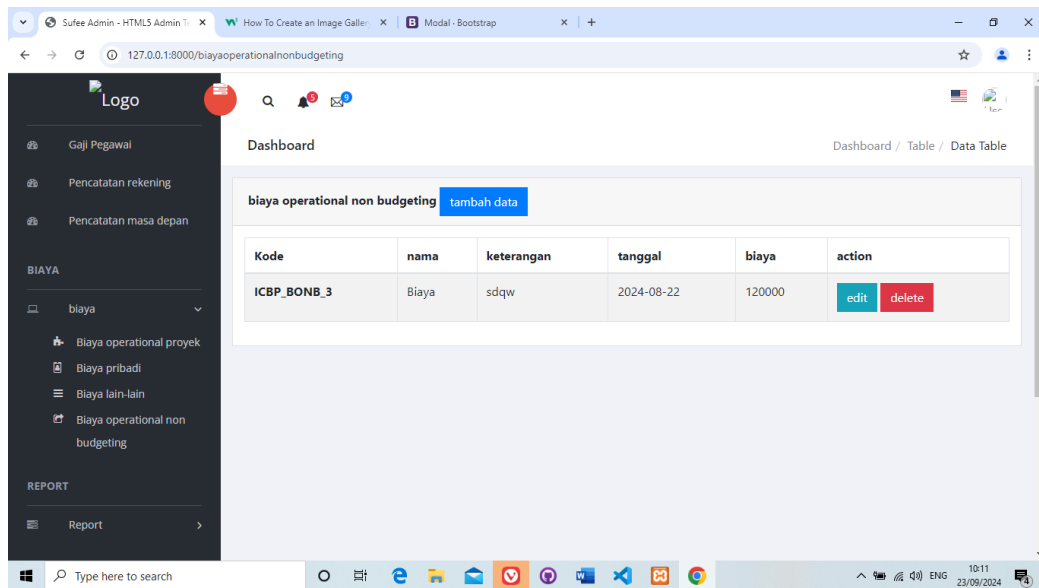 Sufee Admin - HTML5 Admin Te
How To Create an Image Galler
B Modal · Bootstrap
127.0.0.1:8000/biayaoperationalnonbudgeting
Logo
5
9
Gaji Pegawai
Pencatatan rekening
Pencatatan masa depan
BIAYA
biaya
Biaya operational proyek
Biaya pribadi
Biaya lain-lain
Biaya operational non
budgeting
REPORT
Report
Dashboard
Dashboard / Table / Data Table
biaya operational non budgeting tambah data
Kode nama keterangan tanggal biaya action
ICBP_BONB_3 Biaya sdqw 2024-08-22 120000 edit delete
Type here to search
ENG
10:11
23/09/2024
4